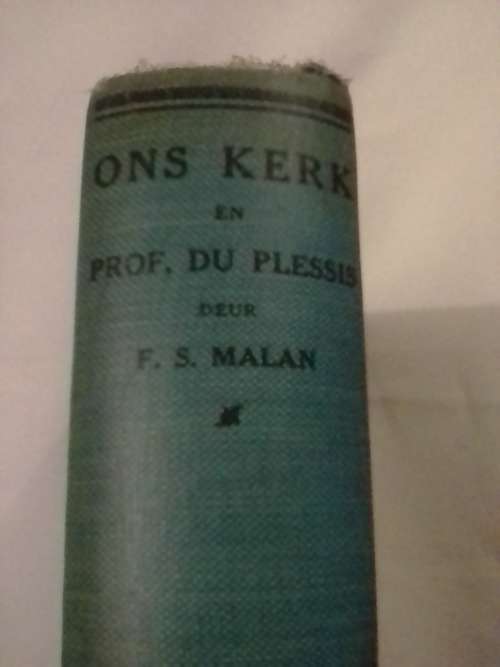 ONS KERK
EN
PROF. DU PLESSIS
DEUR
F. S. MALAN